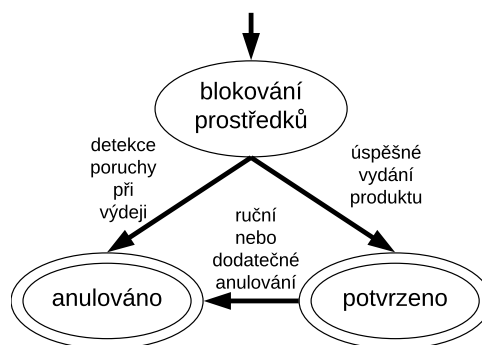 blokování
prostředků
detekce
poruchy
při
výdeji
úspěšné
vydání
produktu
ruční
nebo
dodatečné
anulování
anulováno
potvrzeno